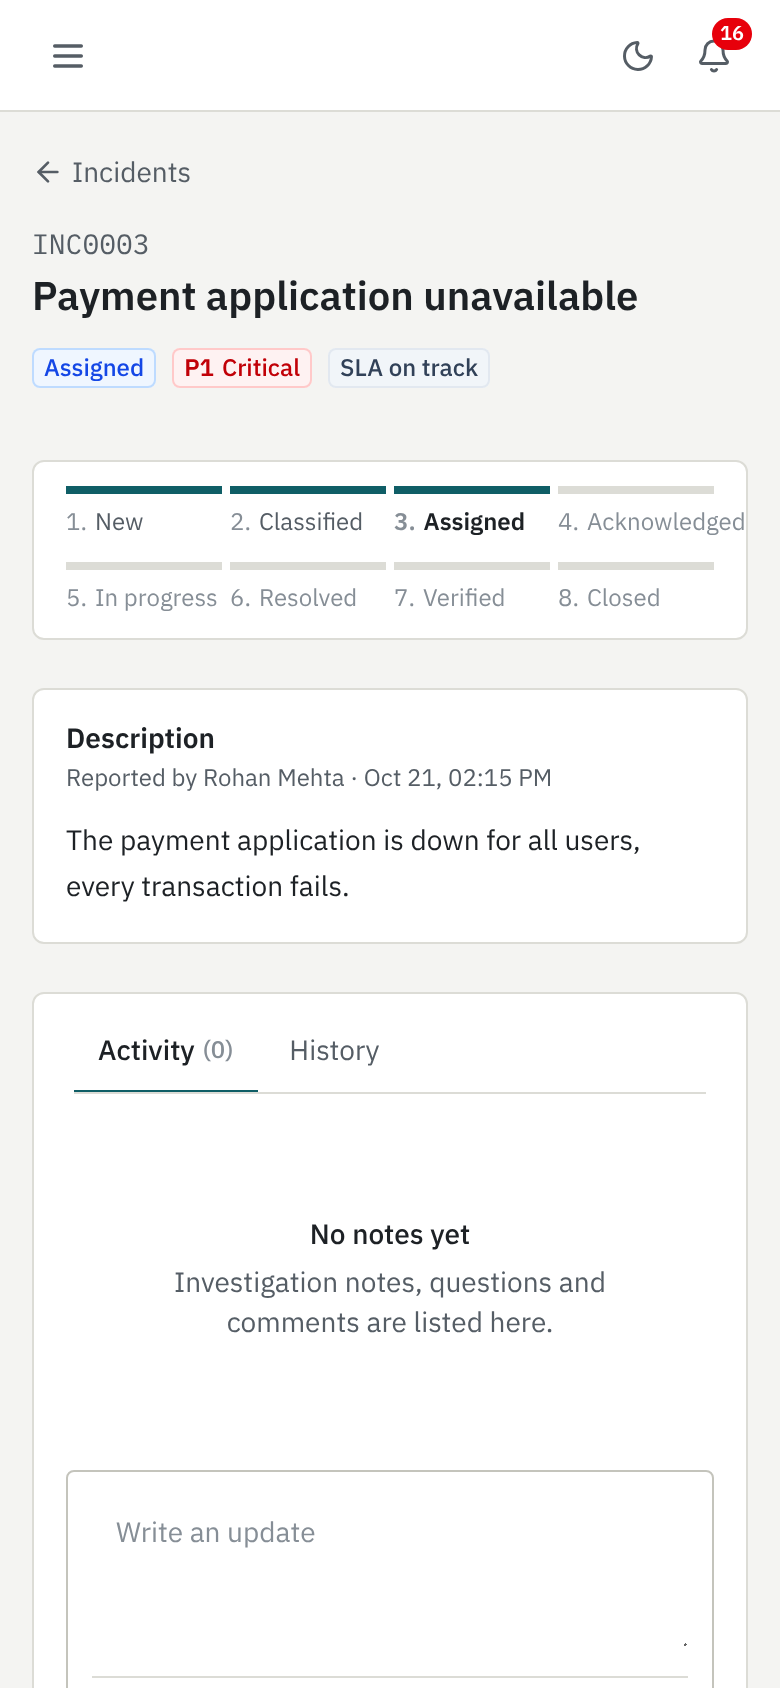 16
Incidents
INC0003
Payment application unavailable
Assigned P1 Critical SLA on track
1. New 2. Classified 3. Assigned 4. Acknowledged
5. In progress 6. Resolved 7. Verified 8. Closed
Description
Reported by Rohan Mehta · Oct 21, 02:15 PM
The payment application is down for all users,
every transaction fails.
Activity (0) History
No notes yet
Investigation notes, questions and
comments are listed here.
Write an update